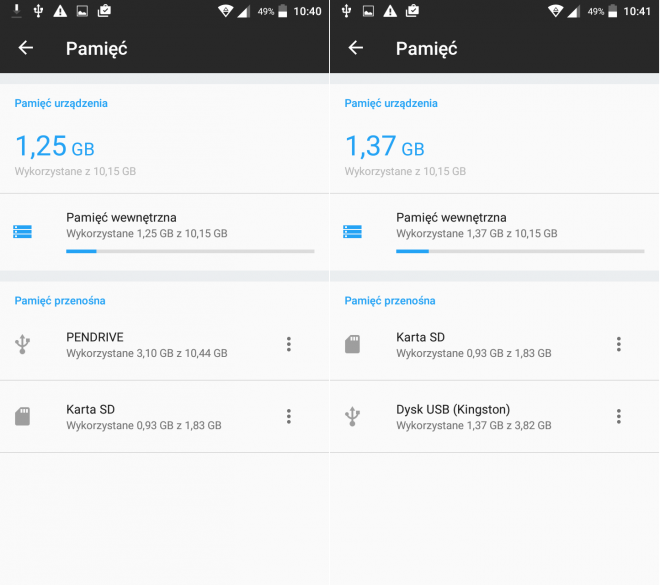 49% 10:40
Pamięć
Pamięć urządzenia
1,25 GB
Wykorzystane z 10,15 GB
Pamięć wewnętrzna
Wykorzystane 1,25 GB z 10,15 GB
Pamięć przenośna
PENDRIVE
Wykorzystane 3,10 GB z 10,44 GB
Karta SD
Wykorzystane 0,93 GB z 1,83 GB
49% 10:41
Pamięć
Pamięć urządzenia
1,37 GB
Wykorzystane z 10,15 GB
Pamięć wewnętrzna
Wykorzystane 1,37 GB z 10,15 GB
Pamięć przenośna
Karta SD
Wykorzystane 0,93 GB z 1,83 GB
Dysk USB (Kingston)
Wykorzystane 1,37 GB z 3,82 GB